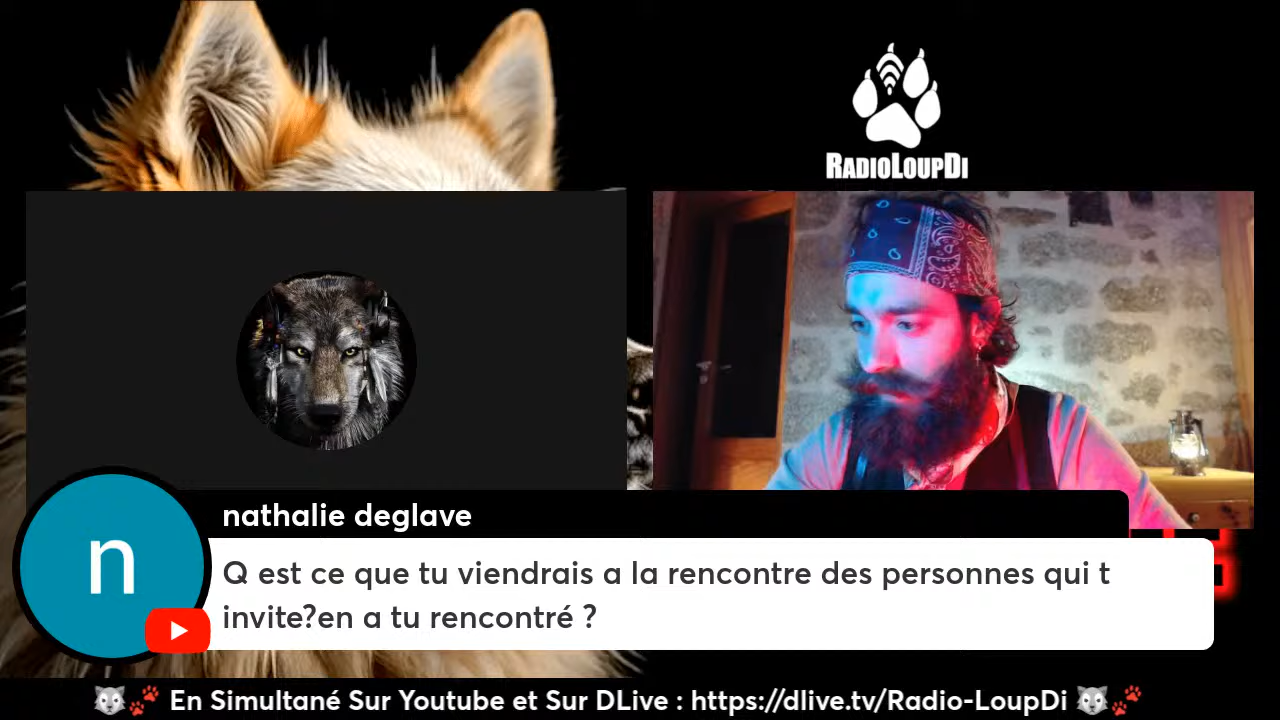 RADIOLOUPDI
nathalie deglave
n
Q est ce que tu viendrais a la rencontre des personnes qui t
invite?en a tu rencontré ?
En Simultané Sur Youtube et Sur DLive : https://dlive.tv/Radio-LoupDi